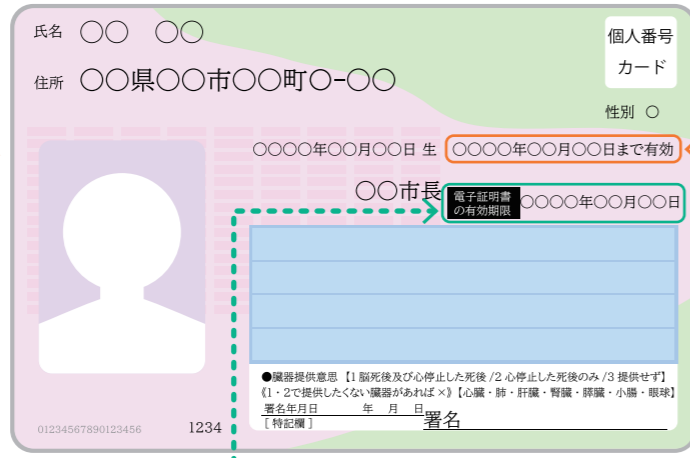 氏名 〇〇 〇〇
個人番号
カード
住所 〇〇県〇〇市〇〇町〇-〇〇
性別 〇
〇〇〇〇年〇〇月〇〇日 生 〇〇〇〇年〇〇月〇〇日まで有効
〇〇市長
電子証明書
の有効期限
〇〇〇〇年〇〇月〇〇日
●臓器提供意思【1 脳死後及び心停止した死後 /2 心停止した死後のみ /3 提供せず】
《1・2で提供したくない臓器があれば×》【心臓・肺・肝臓・腎臓・膵臓・小腸・眼球】
署名年月日 年 月 日
[ 特記欄 ]
署名
01234567890123456 1234